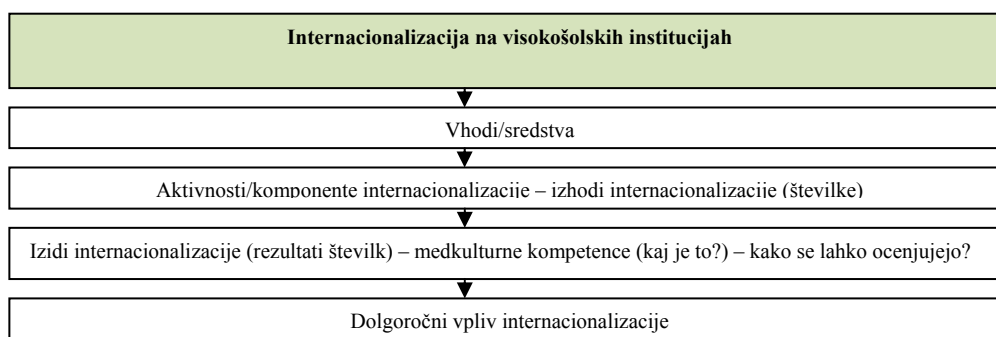 Internacionalizacija na visokošolskih institucijah
Vhodi/sredstva
Aktivnosti/komponente internacionalizacije – izhodi internacionalizacije (številke)
Izidi internacionalizacije (rezultati številk) – medkulturne kompetence (kaj je to?) – kako se lahko ocenjujejo?
Dolgoročni vpliv internacionalizacije